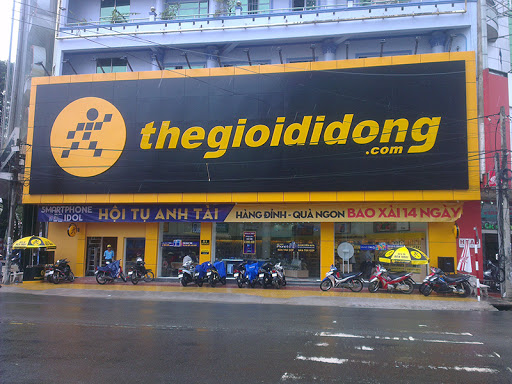 thegioididong
.com
SMARTPHONE
IDOL
HỘI TỤ ANH TÀI
HÀNG ĐỈNH - QUÀ NGON BAO XÀI 14 NGÀY